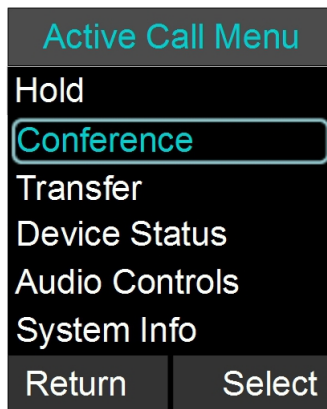 Active Call Menu
Hold
Conference
Transfer
Device Status
Audio Controls
System Info
Return Select